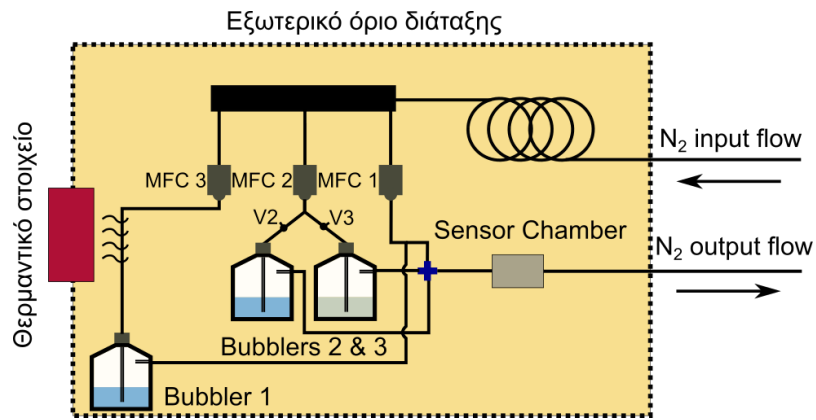 Εξωτερικό όριο διάταξης
Θερμαντικό στοιχείο
N₂ input flow
MFC 3
MFC 2
MFC 1
V2
V3
Sensor Chamber
N₂ output flow
Bubblers 2 & 3
Bubbler 1